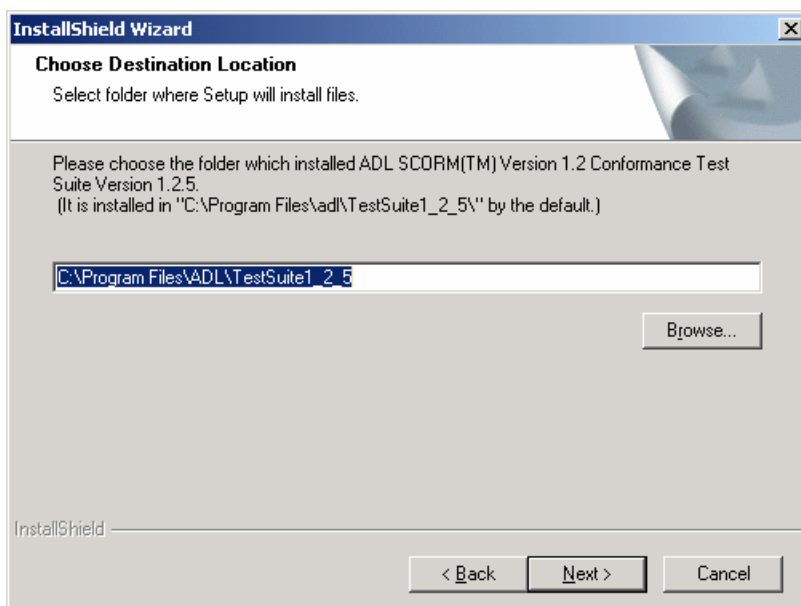 InstallShield Wizard
Choose Destination Location
Select folder where Setup will install files.
Please choose the folder which installed ADL SCORM(TM) Version 1.2 Conformance Test
Suite Version 1.2.5.
(It is installed in "C:\Program Files\adl\TestSuite1_2_5\" by the default.)
C:\Program Files\ADL\TestSuite1_2_5
Browse...
InstallShield
< Back
Next >
Cancel